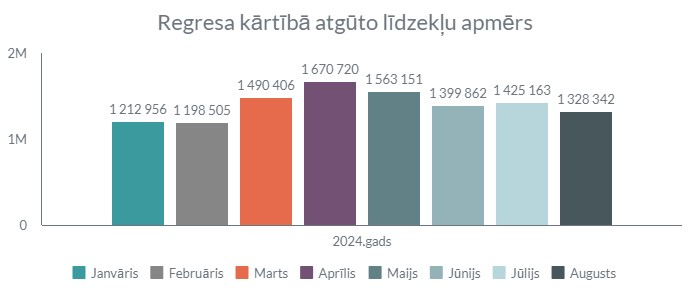 Regresa kārtībā atgūto līdzekļu apmērs
2M
1M
0
1 212 956
1 198 505
1 490 406
1 670 720
1 563 151
1 399 862
1 425 163
1 328 342
2024.gads
Janvāris Februāris Marts Aprīlis Maijs Jūnijs Jūlijs Augusts